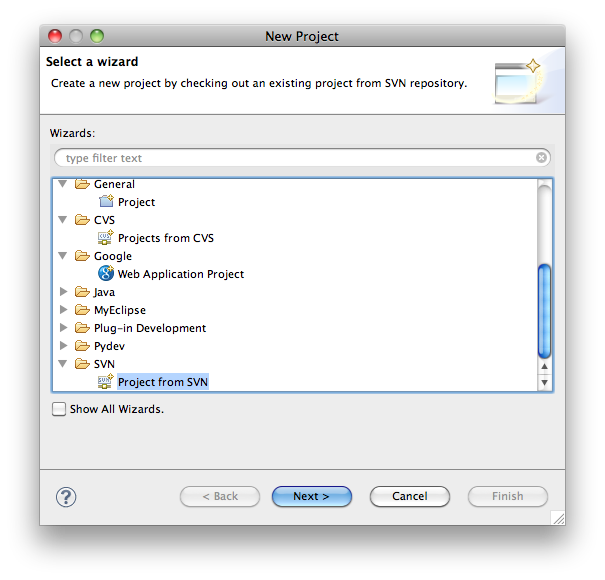 New Project
Select a wizard
Create a new project by checking out an existing project from SVN repository.
Wizards:
type filter text
General
Project
CVS
Projects from CVS
Google
Web Application Project
Java
MyEclipse
Plug-in Development
Pydev
SVN
Project from SVN
Show All Wizards.
? < Back Next > Cancel Finish